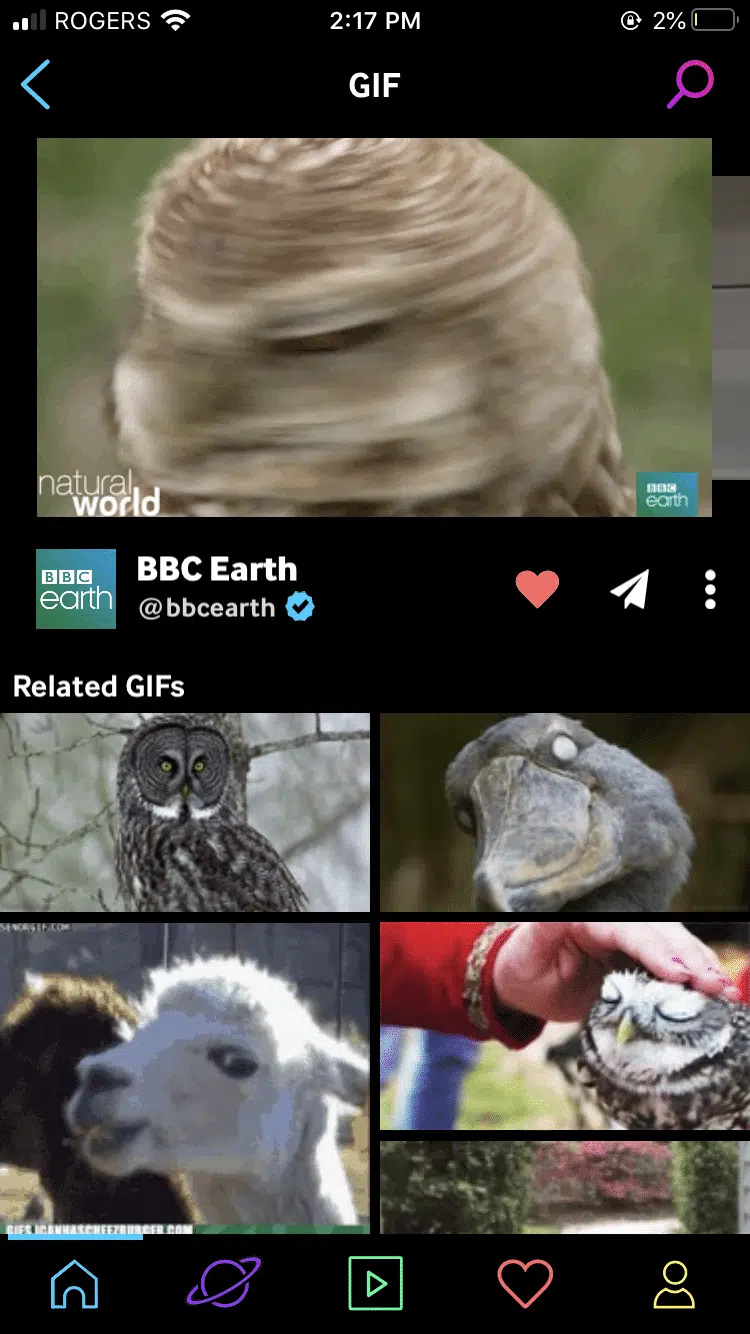 ROGERS
2:17 PM
2%
GIF
natural
world
BBC
earth
BBC
earth
BBC Earth
@bbcearth
Related GIFs
SENORGIF.COM
GIFS.ICANHASCHEEZBURGER.COM